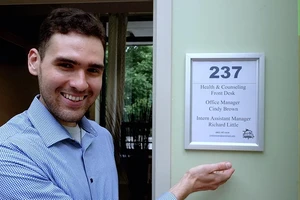 237
Health & Counseling
Front Desk
Office Manager
Cindy Brown
Intern Assistant Manager
Richard Little